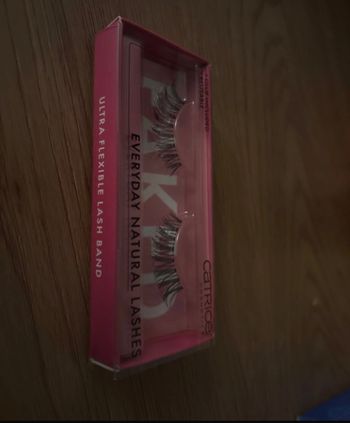 ULTRA FLEXIBLE LASH BAND
FAKED
EVERYDAY NATURAL LASHES
CATRICE